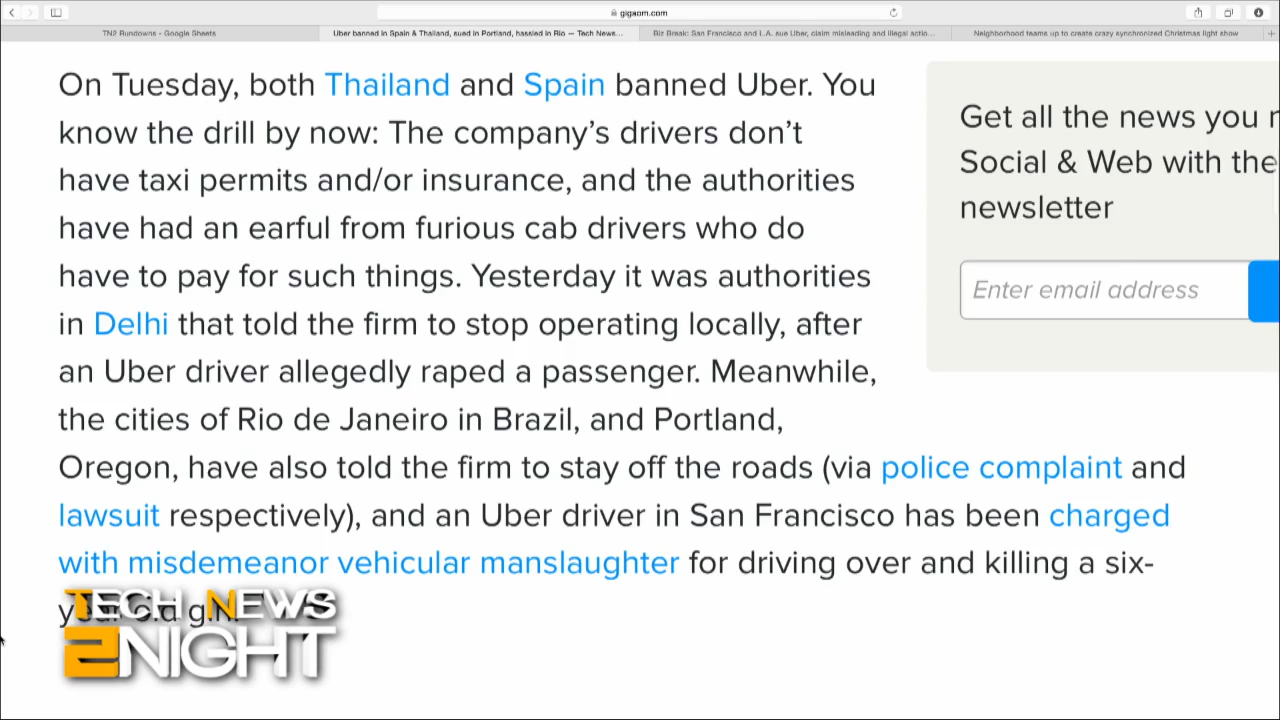 gigaom.com
TN2 Rundowns - Google Sheets
Uber banned in Spain & Thailand, sued in Portland, hassled in Rio — Tech News...
Biz Break: San Francisco and L.A. sue Uber, claim misleading and illegal actio...
Neighborhood teams up to create crazy synchronized Christmas light show
On Tuesday, both Thailand and Spain banned Uber. You
know the drill by now: The company’s drivers don’t
have taxi permits and/or insurance, and the authorities
have had an earful from furious cab drivers who do
have to pay for such things. Yesterday it was authorities
in Delhi that told the firm to stop operating locally, after
an Uber driver allegedly raped a passenger. Meanwhile,
the cities of Rio de Janeiro in Brazil, and Portland,
Oregon, have also told the firm to stay off the roads (via police complaint and
lawsuit respectively), and an Uber driver in San Francisco has been charged
with misdemeanor vehicular manslaughter for driving over and killing a six-
Get all the news you
Social & Web with the
newsletter
Enter email address
TECH NEWS
2NIGHT